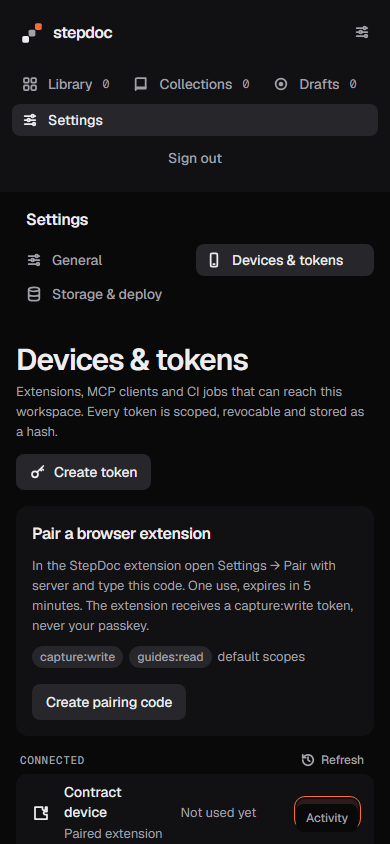 stepdoc
Library 0 Collections 0 Drafts 0
Settings
Sign out
Settings
General Devices & tokens
Storage & deploy
Devices & tokens
Extensions, MCP clients and CI jobs that can reach this
workspace. Every token is scoped, revocable and stored as
a hash.
Create token
Pair a browser extension
In the StepDoc extension open Settings → Pair with
server and type this code. One use, expires in 5
minutes. The extension receives a capture:write token,
never your passkey.
capture:write guides:read default scopes
Create pairing code
CONNECTED Refresh
Contract
device
Not used yet
Activity
Paired extension